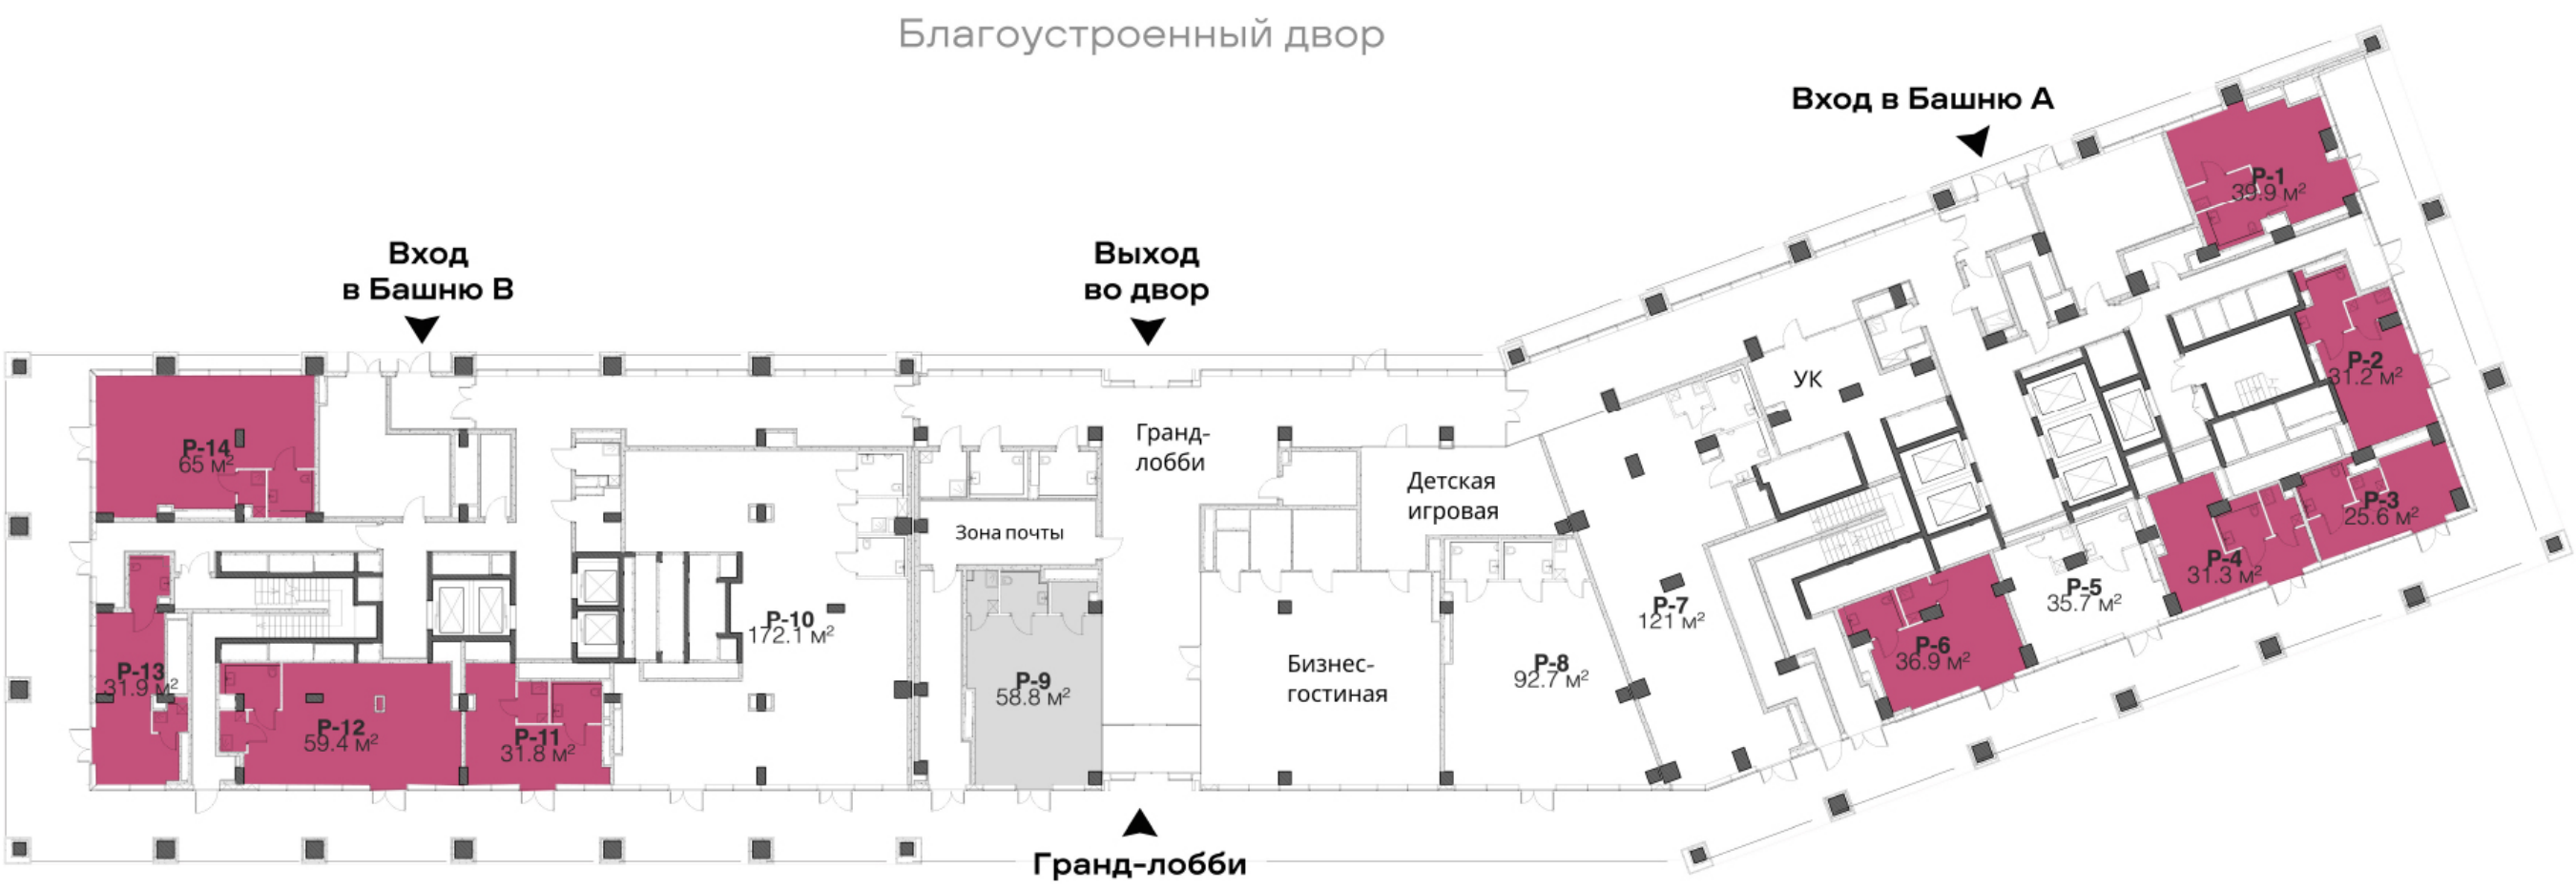 Благоустроенный двор
Вход в Башню А
Вход
в Башню В
Выход
во двор
P-1
39.9 м²
P-2
31.2 м²
P-3
25.6 м²
P-4
31.3 м²
P-5
35.7 м²
P-6
36.9 м²
УК
P-7
121 м²
Детская
игровая
P-8
92.7 м²
Гранд-
лобби
Бизнес-
гостиная
Зона почты
P-9
58.8 м²
P-10
172.1 м²
P-11
31.8 м²
P-12
59.4 м²
P-13
31.9 м²
P-14
65 м²
Гранд-лобби